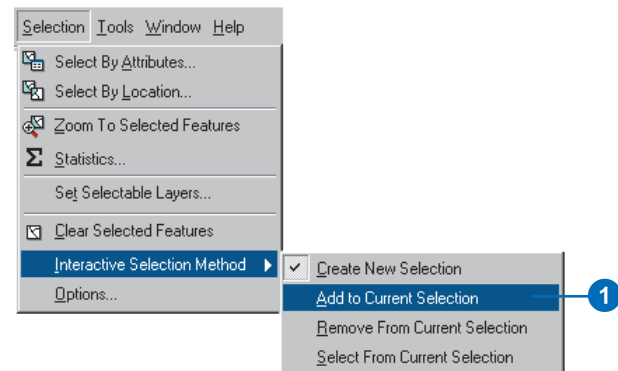 Selection Tools Window Help
Select By Attributes...
Select By Location...
Zoom To Selected Features
Σ Statistics...
Set Selectable Layers...
Clear Selected Features
Interactive Selection Method
Options...
Create New Selection
Add to Current Selection
1
Remove From Current Selection
Select From Current Selection